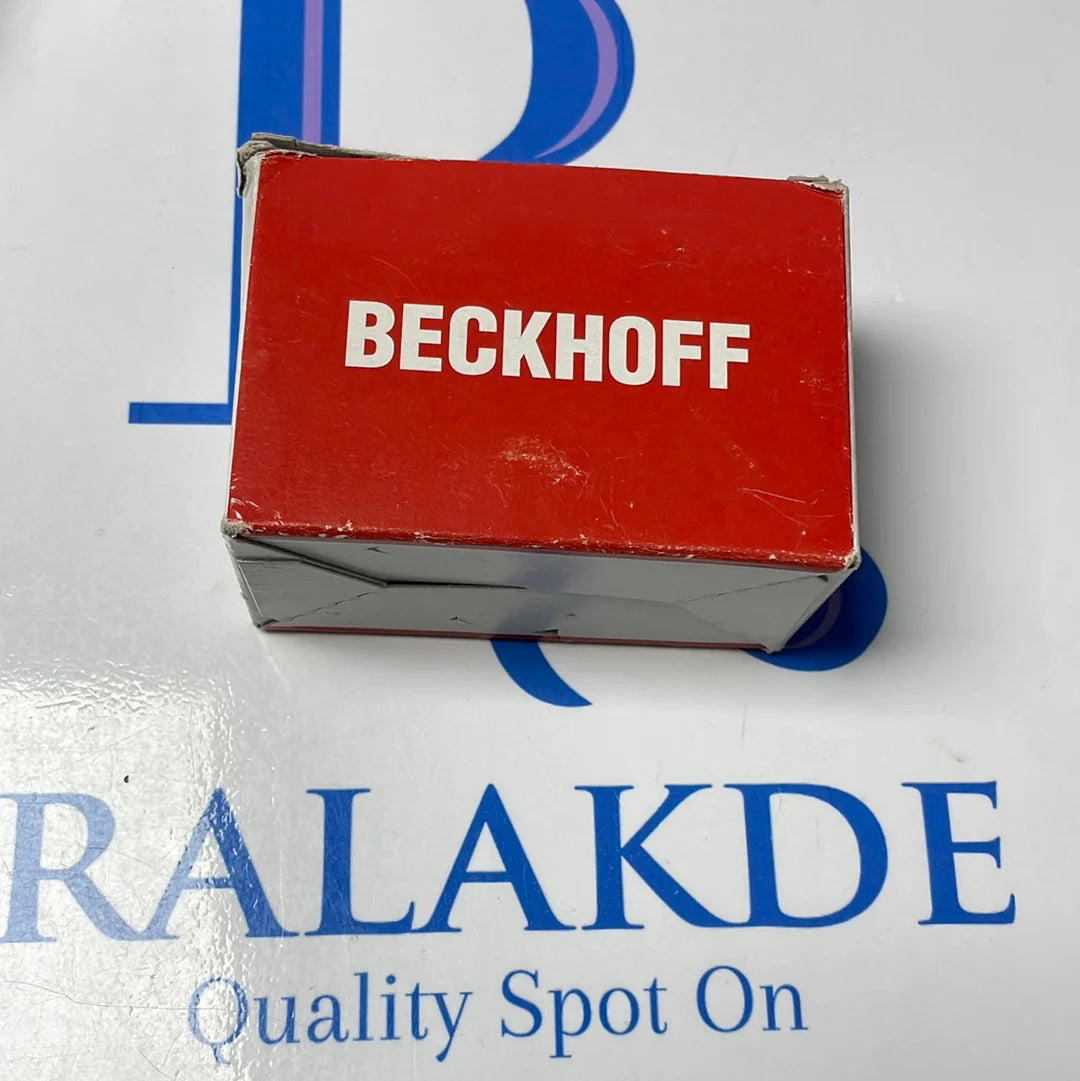 BECKHOFF
RALAKDE
Quality Spot On